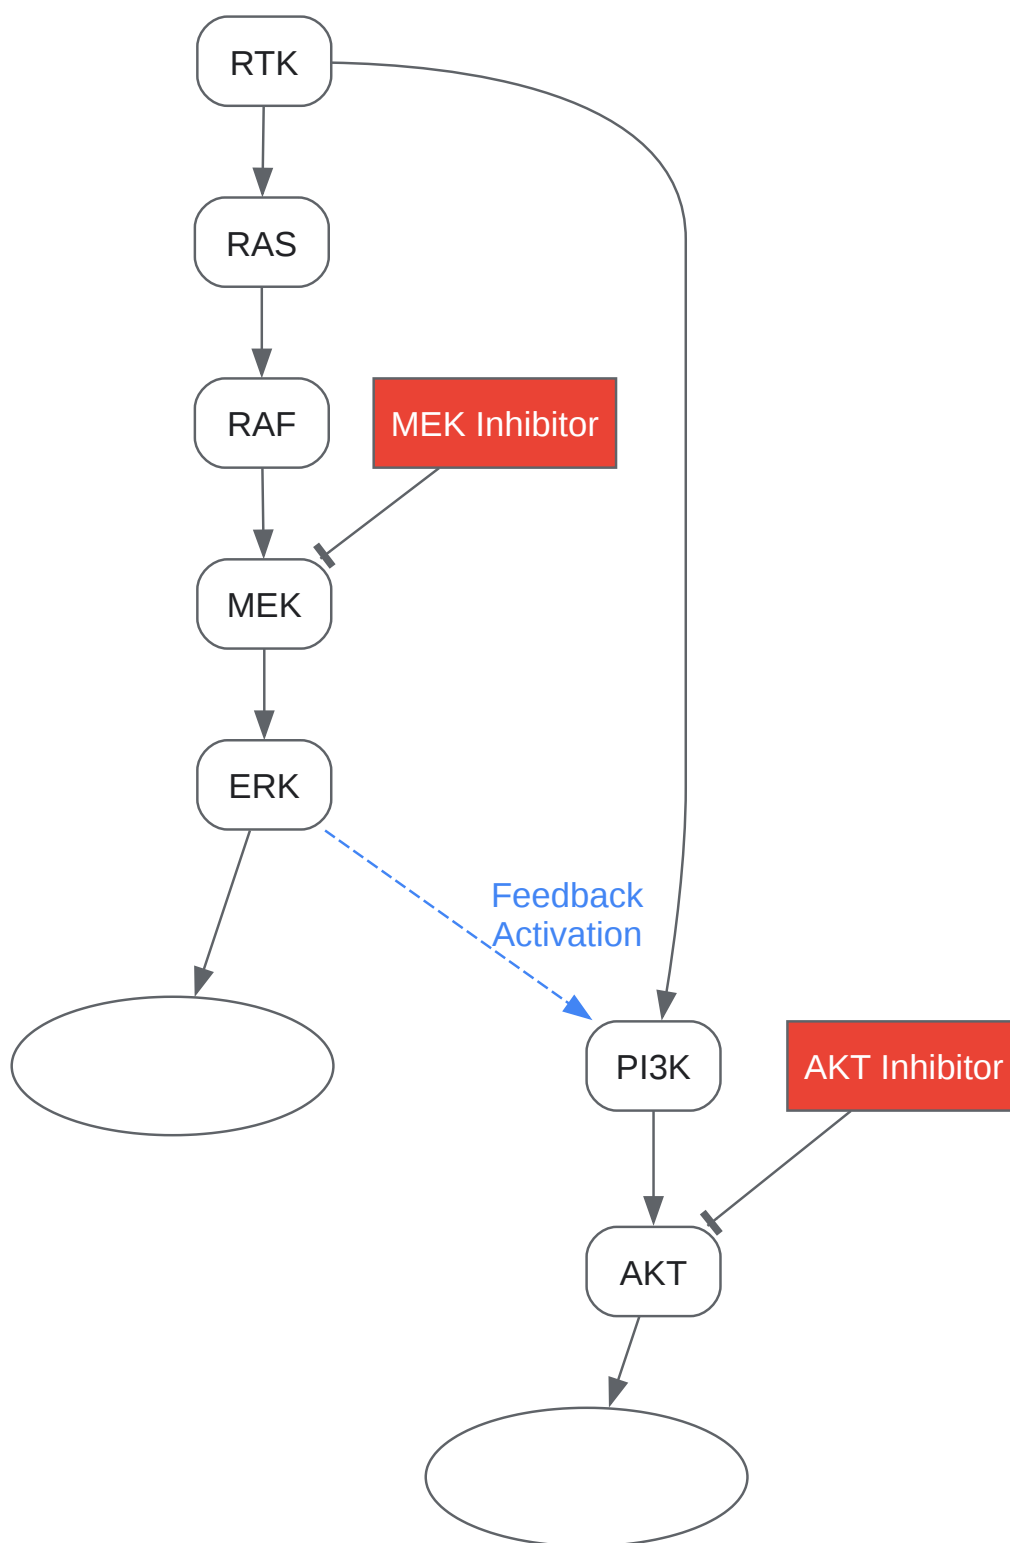 RTK
RAS
RAF
MEK Inhibitor
MEK
ERK
Feedback
Activation
PI3K
AKT Inhibitor
AKT